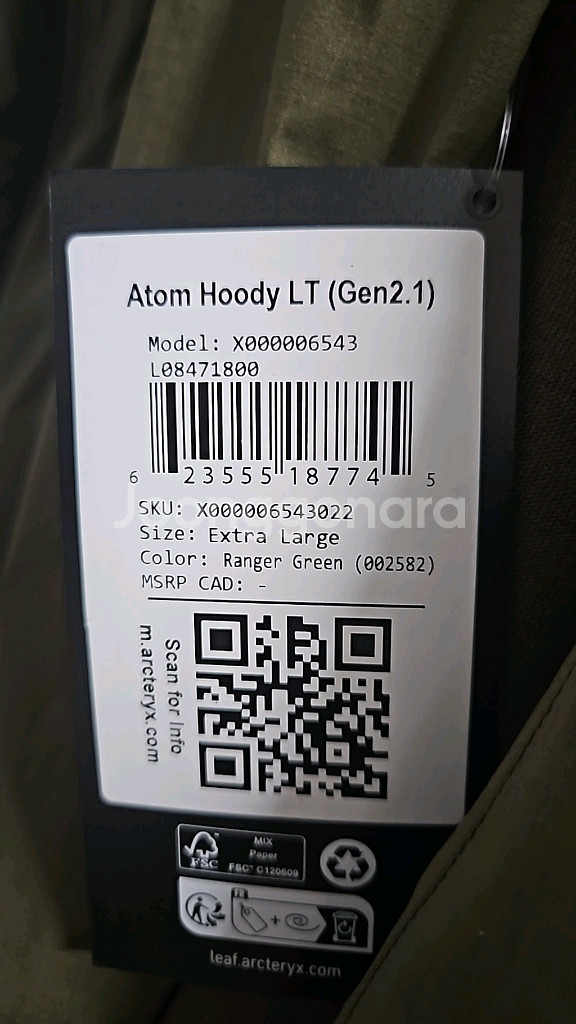 Atom Hoody LT (Gen2.1)
Model: X000006543
L08471800
6 23555 18774 5
Joonggonara
SKU: X000006543022
Size: Extra Large
Color: Ranger Green (002582)
MSRP CAD: -
Scan for Info
m.arcteryx.com
FSC
MIX
Paper
FSC® C120609
FR
leaf.arcteryx.com